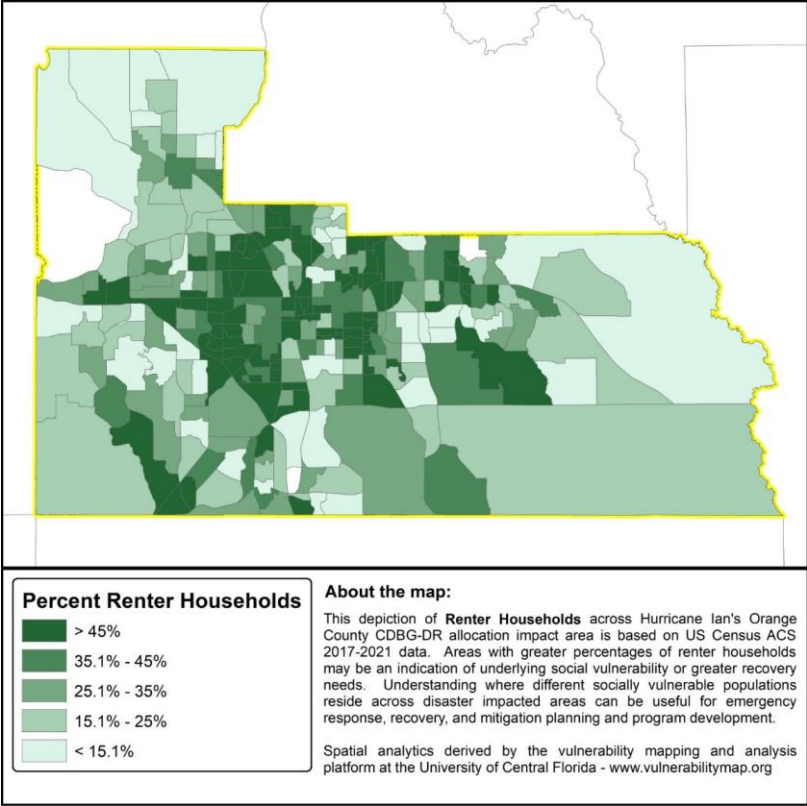 Percent Renter Households
> 45%
35.1% - 45%
25.1% - 35%
15.1% - 25%
< 15.1%
About the map:
This depiction of Renter Households across Hurricane Ian's Orange
County CDBG-DR allocation impact area is based on US Census ACS
2017-2021 data. Areas with greater percentages of renter households
may be an indication of underlying social vulnerability or greater recovery
needs. Understanding where different socially vulnerable populations
reside across disaster impacted areas can be useful for emergency
response, recovery, and mitigation planning and program development.
Spatial analytics derived by the vulnerability mapping and analysis
platform at the University of Central Florida - www.vulnerabilitymap.org